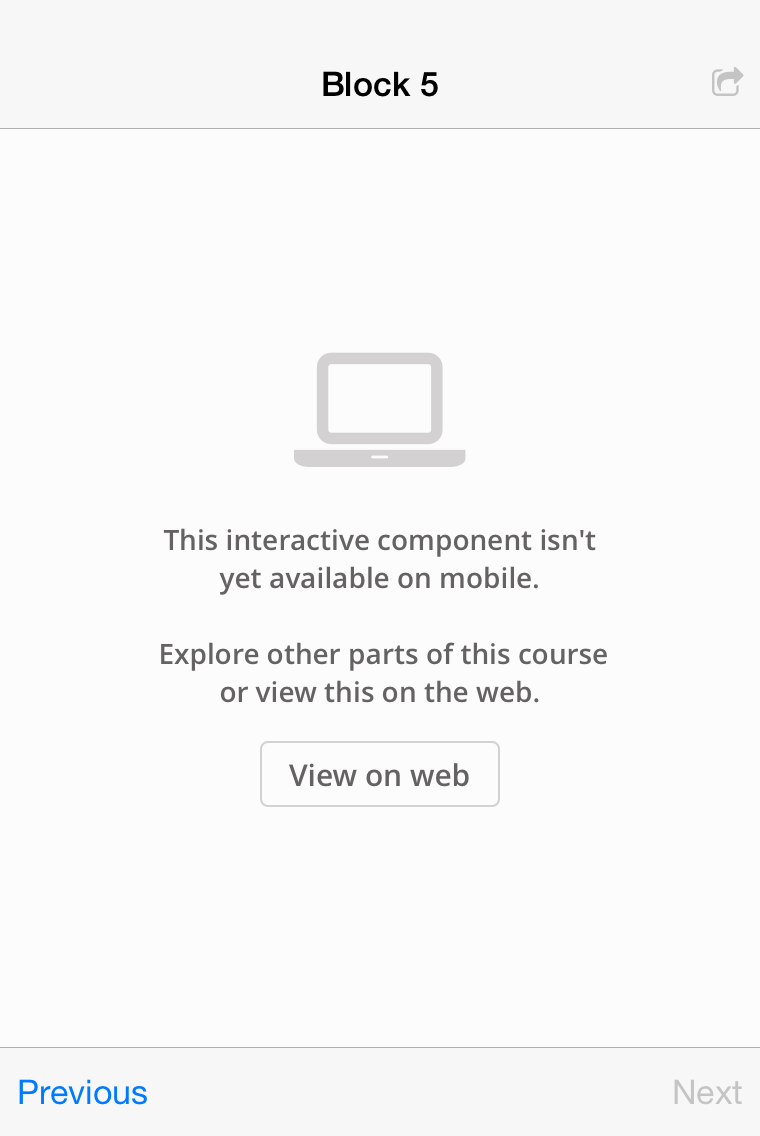 Block 5
This interactive component isn't
yet available on mobile.
Explore other parts of this course
or view this on the web.
View on web
Previous
Next